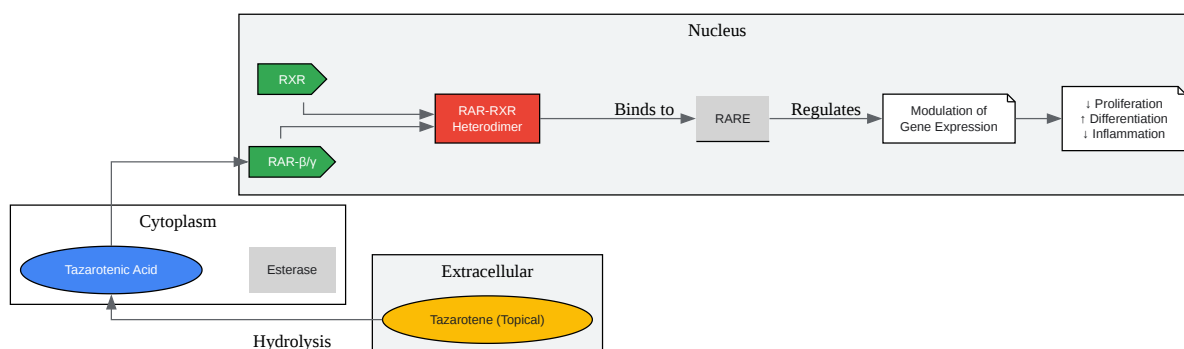 Nucleus
RXR
RAR-β/γ
RAR-RXR
Heterodimer
Binds to
RARE
Regulates
Modulation of
Gene Expression
↓ Proliferation
↑ Differentiation
↓ Inflammation
Cytoplasm
Tazarotenic Acid
Esterase
Extracellular
Tazarotene (Topical)
Hydrolysis